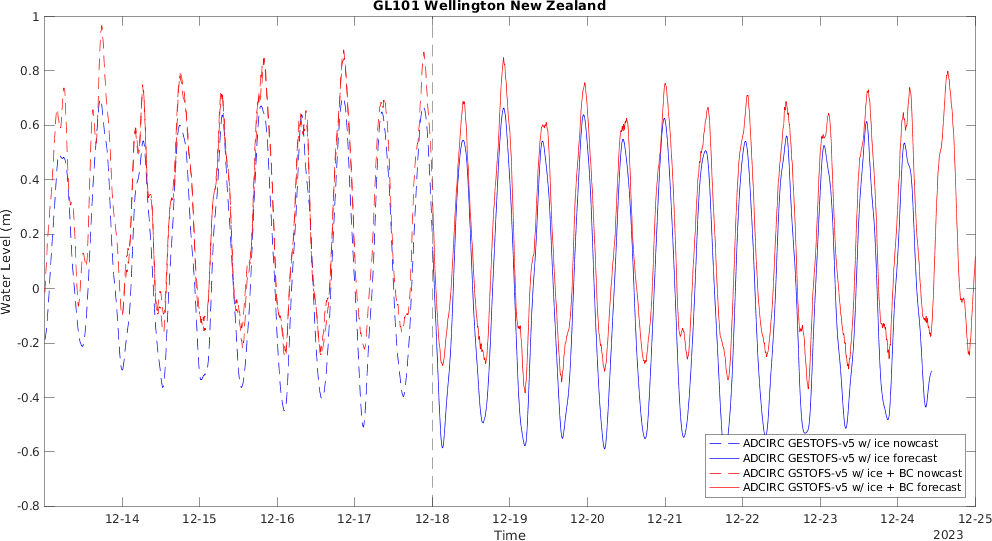 GL101 Wellington New Zealand
1
0.8
0.6
0.4
0.2
0
-0.2
-0.4
-0.6
-0.8
Water Level (m)
ADCIRC GESTOFS-v5 w/ ice nowcast
ADCIRC GESTOFS-v5 w/ ice forecast
ADCIRC GSTOFS-v5 w/ ice + BC nowcast
ADCIRC GSTOFS-v5 w/ ice + BC forecast
12-14 12-15 12-16 12-17 12-18 12-19 12-20 12-21 12-22 12-23 12-24 12-25
Time
2023